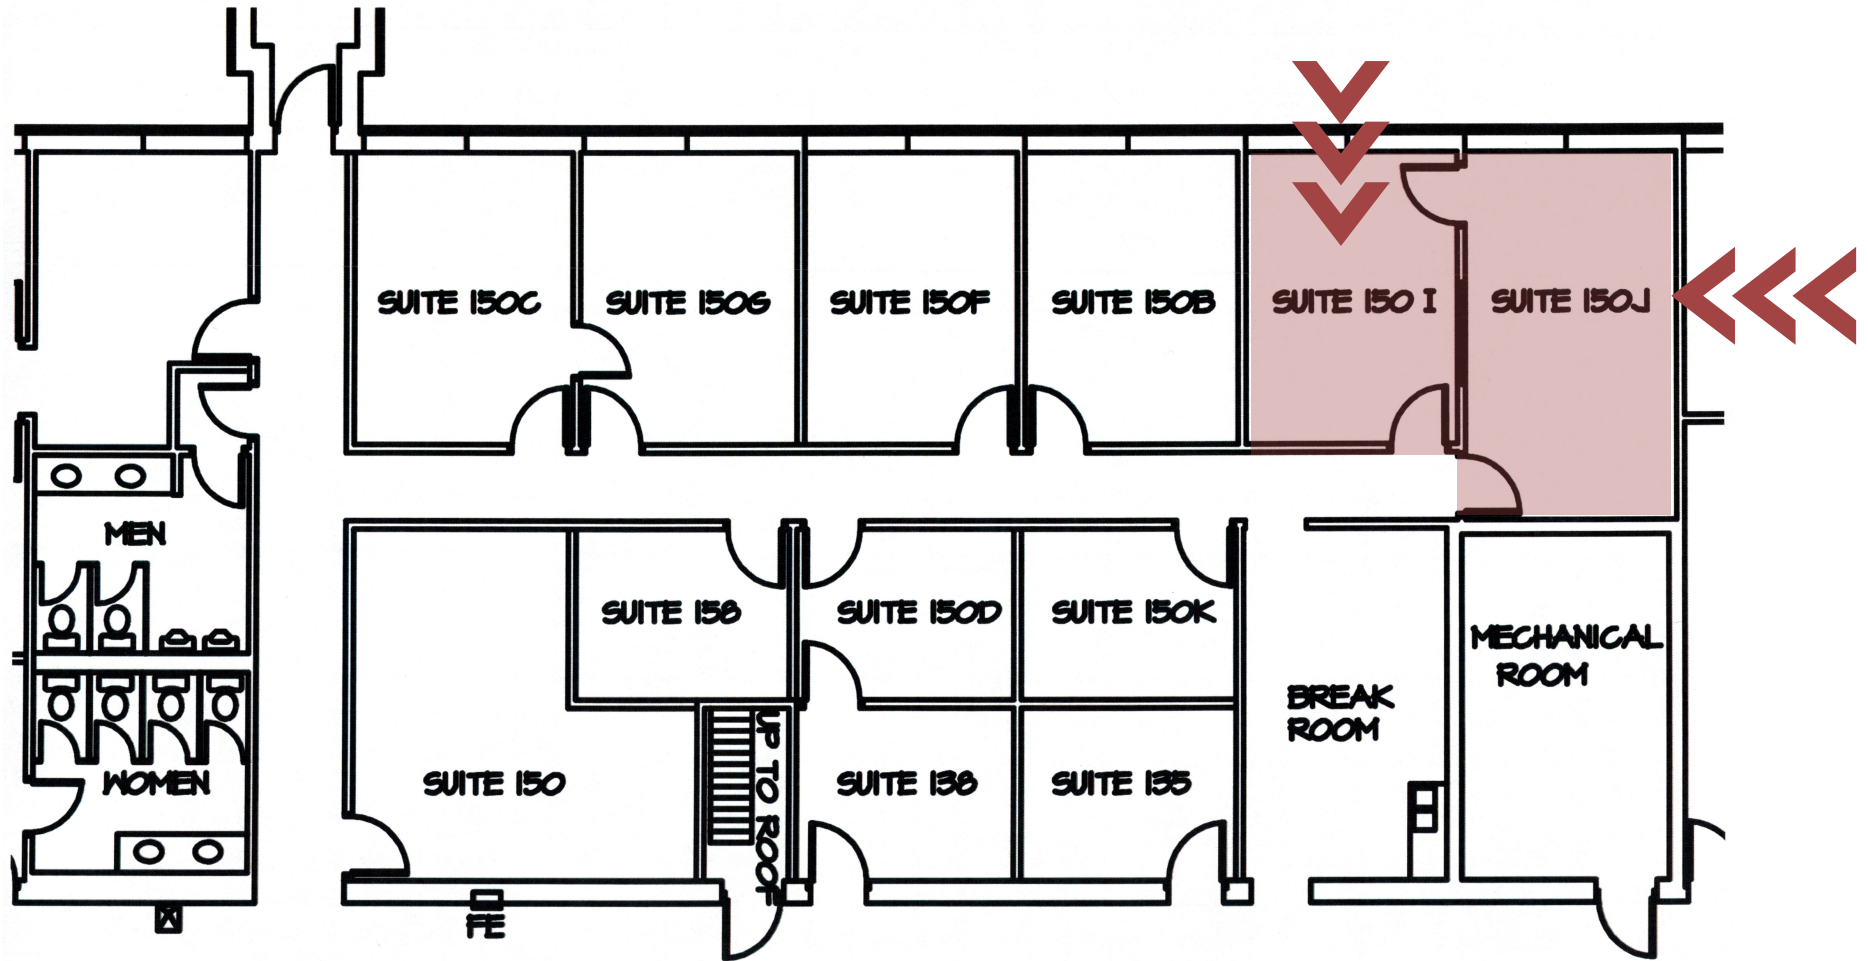 SUITE 150C
SUITE 150G
SUITE 150F
SUITE 150B
SUITE 150 I
SUITE 150J
MEN
SUITE 158
SUITE 150D
SUITE 150K
MECHANICAL
ROOM
BREAK
ROOM
UP TO ROOF
WOMEN
SUITE 150
SUITE 138
SUITE 135
FE